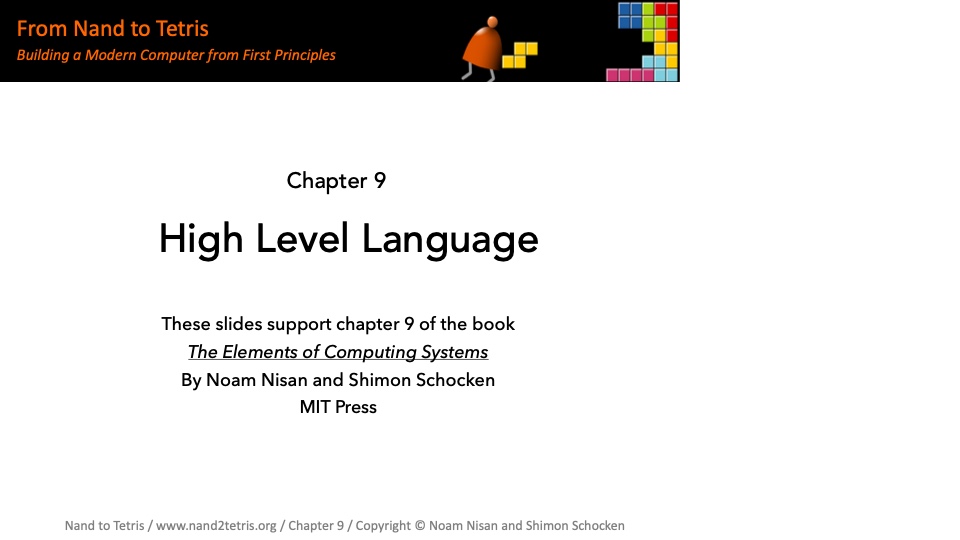 From Nand to Tetris
Building a Modern Computer from First Principles
Chapter 9
High Level Language
These slides support chapter 9 of the book
The Elements of Computing Systems
By Noam Nisan and Shimon Schocken
MIT Press
Nand to Tetris / www.nand2tetris.org / Chapter 9 / Copyright © Noam Nisan and Shimon Schocken